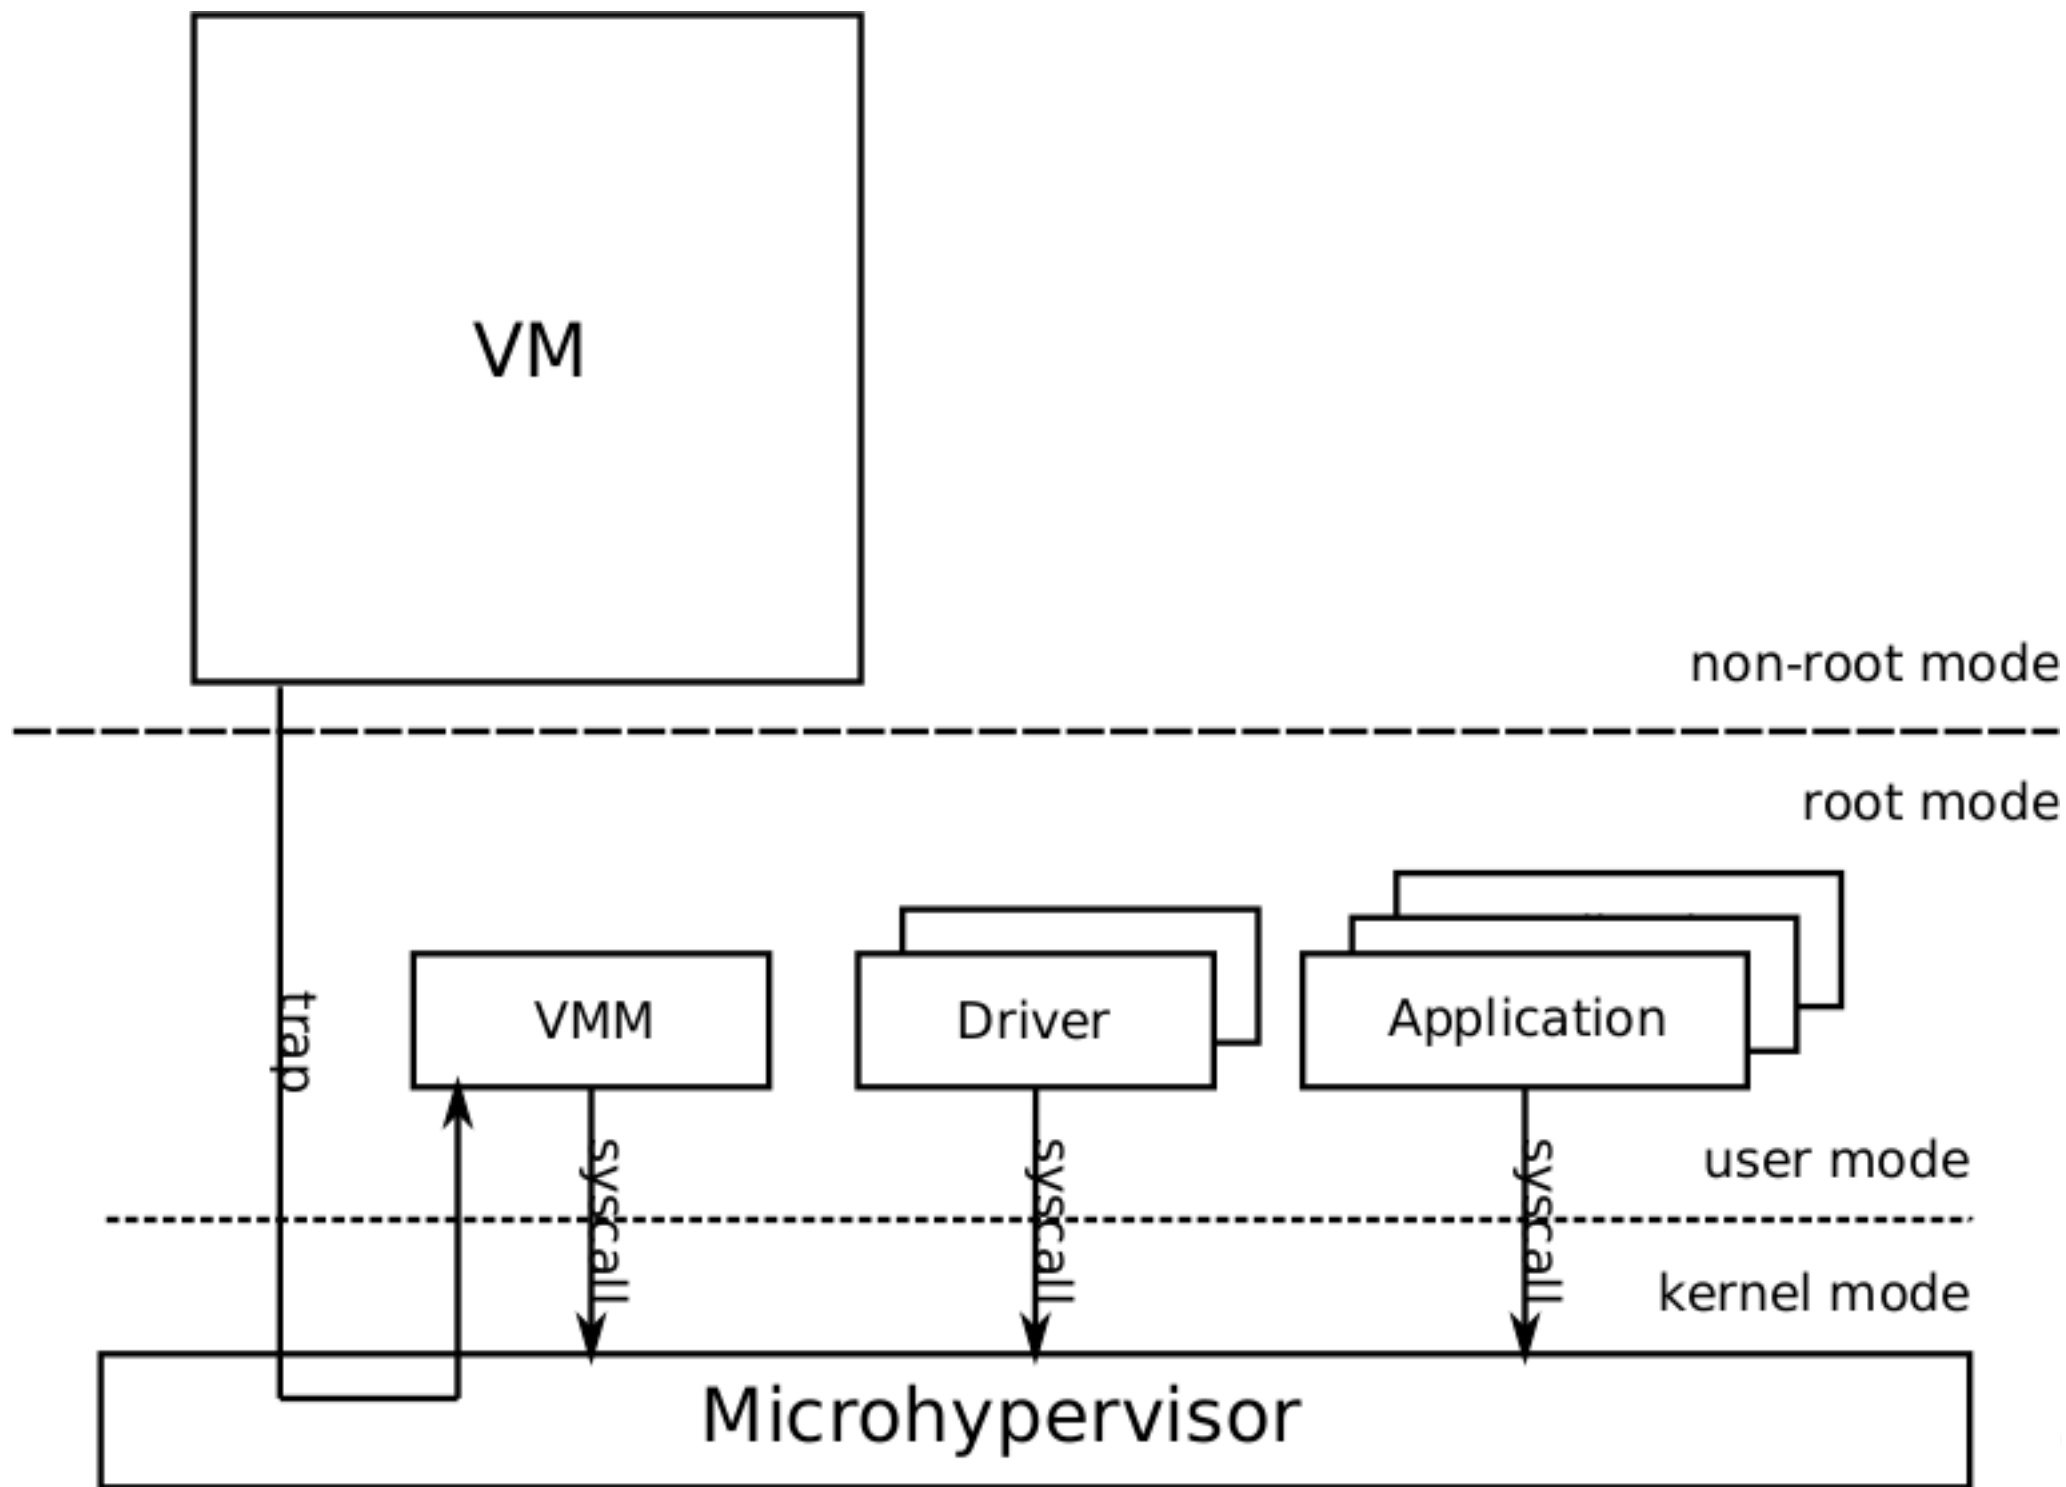 VM
non-root mode
root mode
trap
VMM
Driver
Application
syscall
syscall
syscall
user mode
kernel mode
Microhypervisor